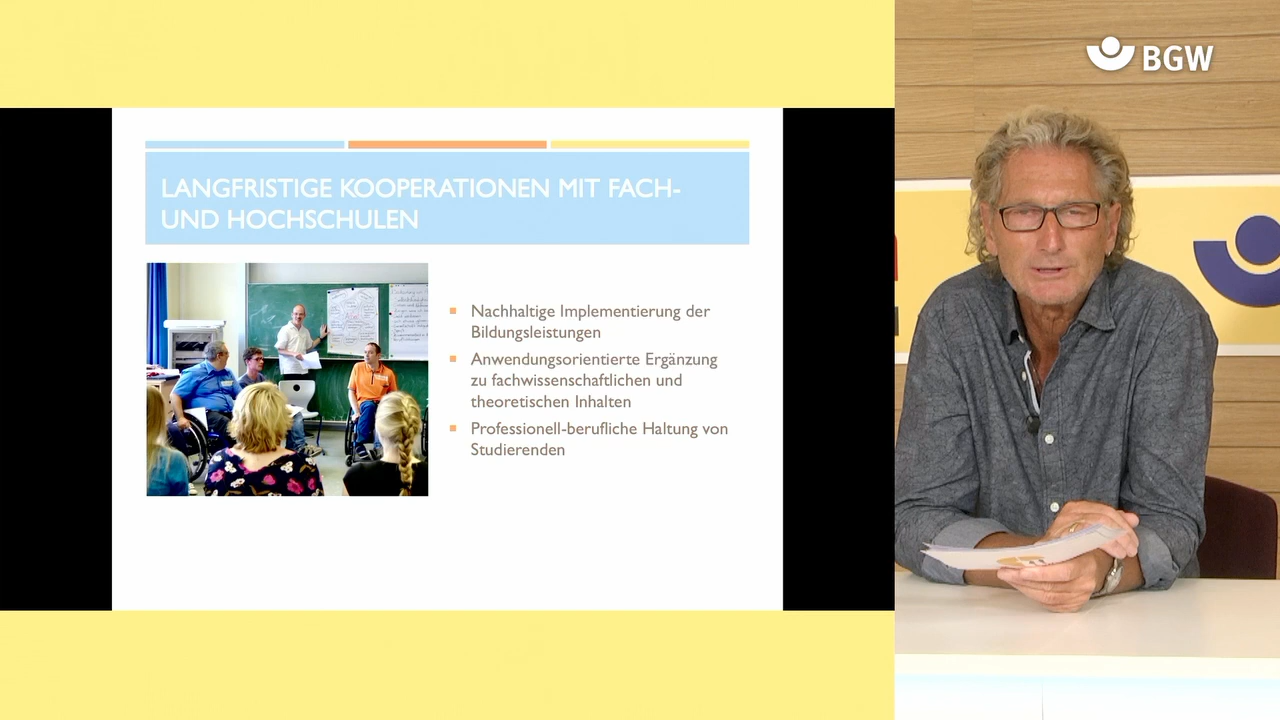 LANGFRISTIGE KOOPERATIONEN MIT FACH-
UND HOCHSCHULEN
Nachhaltige Implementierung der
Bildungsleistungen
Anwendungsorientierte Ergänzung
zu fachwissenschaftlichen und
theoretischen Inhalten
Professionell-berufliche Haltung von
Studierenden
BGW